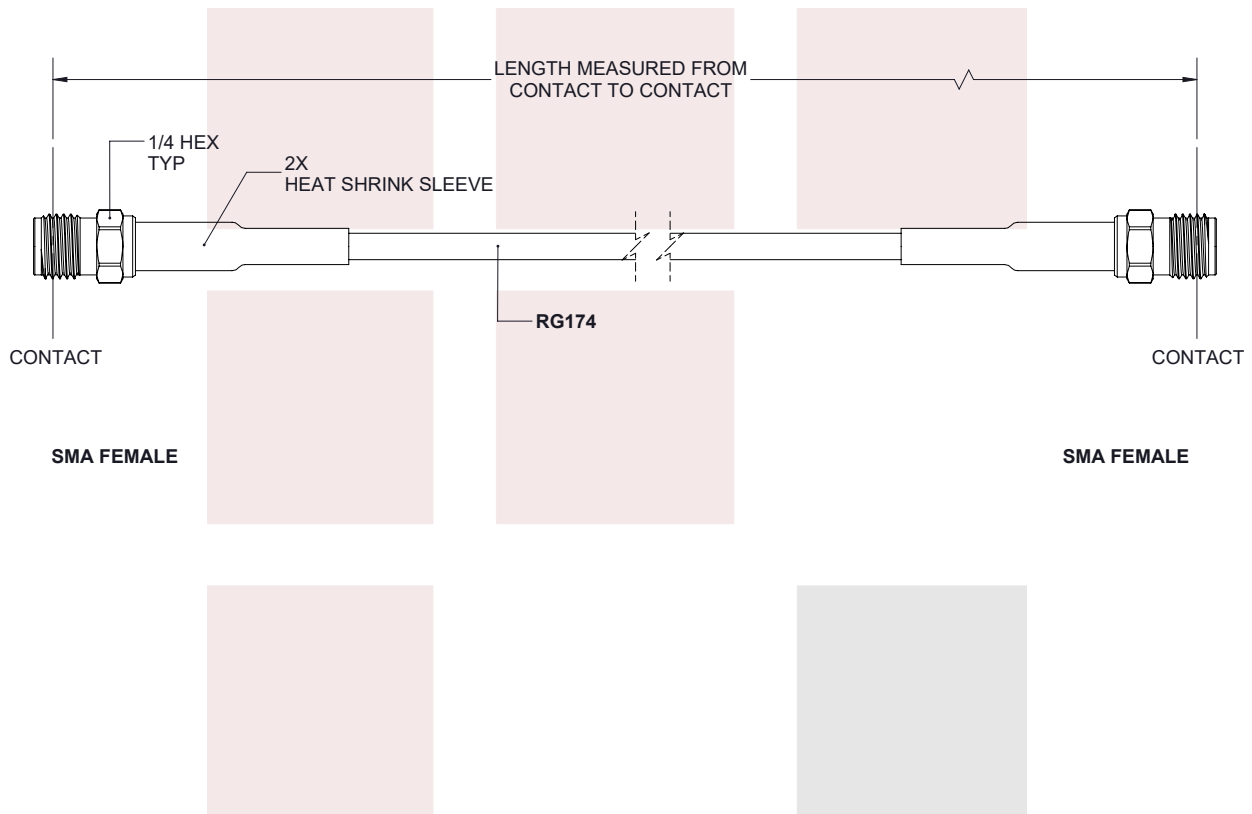 LENGTH MEASURED FROM
CONTACT TO CONTACT
1/4 HEX
TYP
2X
HEAT SHRINK SLEEVE
RG174
CONTACT
CONTACT
SMA FEMALE
SMA FEMALE